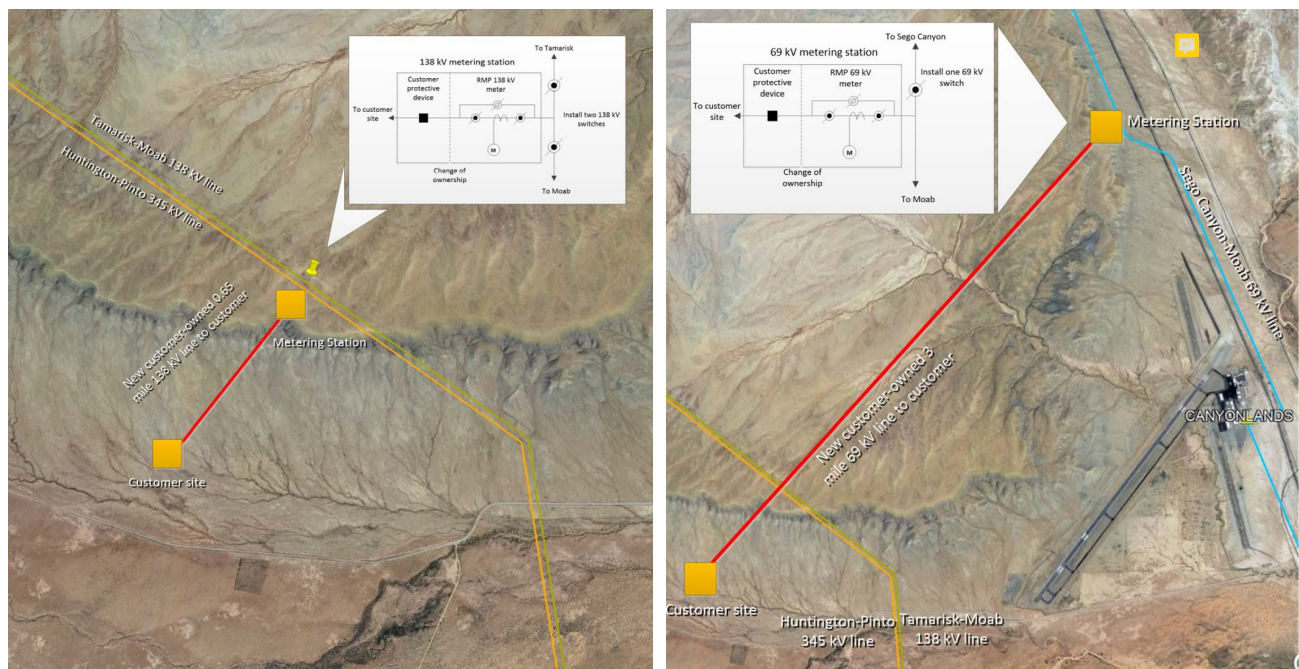 138 kV metering station
To Tamarisk
Customer
protective
device
RMP 138 kV
meter
To customer
site
Install two 138 kV
switches
M
Change of
ownership
To Moab
Tamarisk-Moab 138 kV line
Huntington-Pinto 345 kV line
New customer-owned 0.65
mile 138 kV line to customer
Metering Station
Customer site
69 kV metering station
To Sego Canyon
Customer
protective
device
RMP 69 kV
meter
Install one 69 kV
switch
To customer
site
M
Change of
ownership
To Moab
Metering Station
Sego Canyon-Moab 69 kV line
New customer-owned 3
mile 69 kV line to customer
CANYONLANDS
Customer site
Huntington-Pinto
345 kV line
Tamarisk-Moab
138 kV line